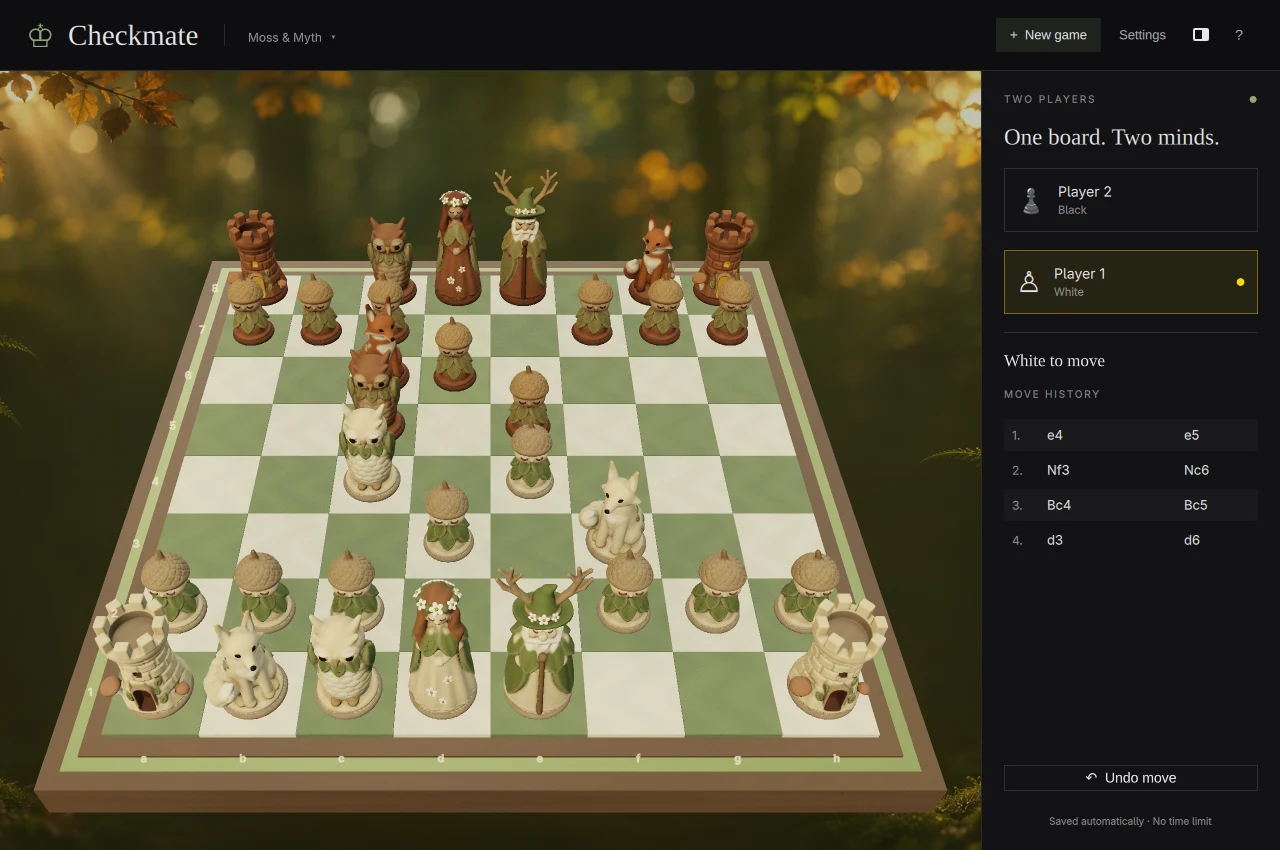 Checkmate
Moss & Myth
+ New game
Settings
?
TWO PLAYERS
One board. Two minds.
Player 2
Black
Player 1
White
White to move
MOVE HISTORY
1. e4 e5
2. Nf3 Nc6
3. Bc4 Bc5
4. d3 d6
Undo move
Saved automatically · No time limit
8
7
6
5
4
3
1
a b c d e f g h